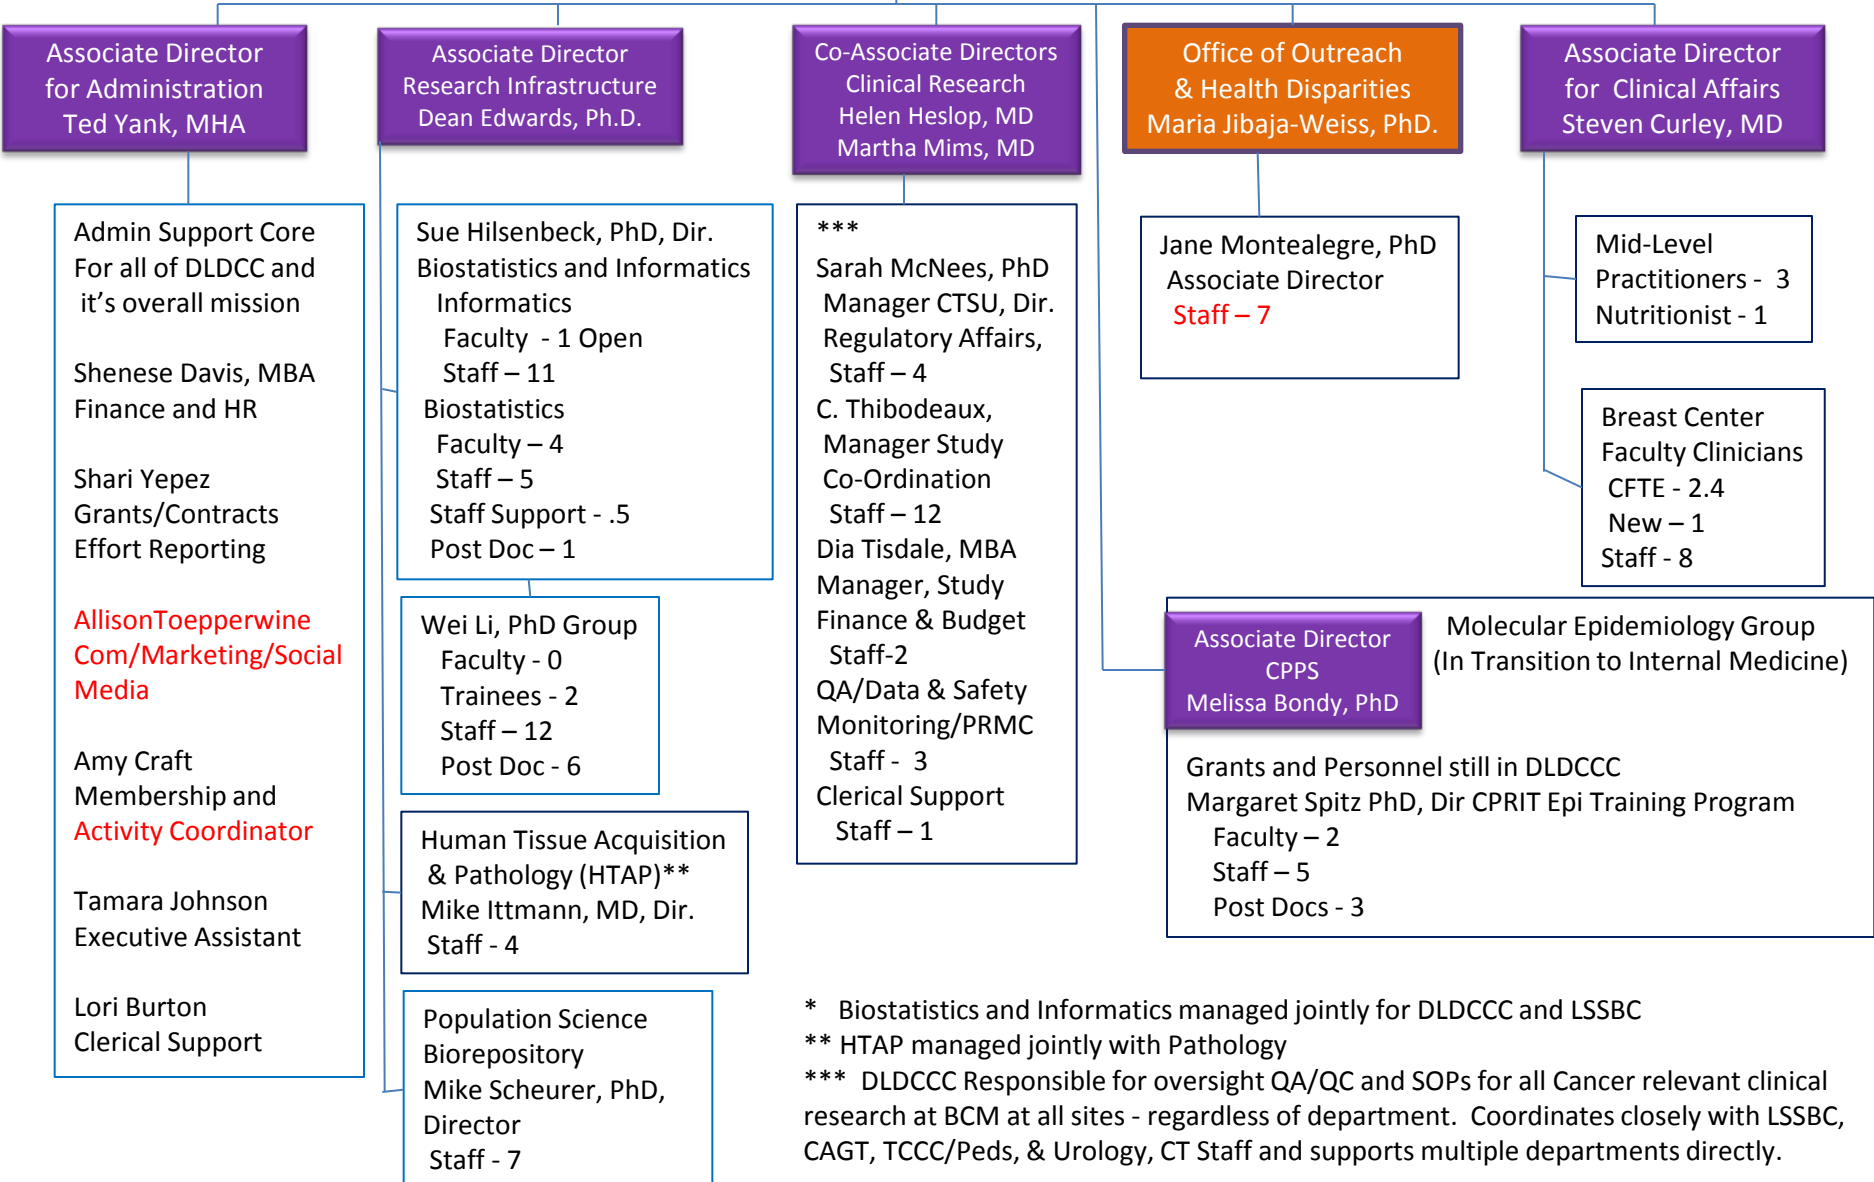 Associate Director
for Administration
Ted Yank, MHA
Associate Director
Research Infrastructure
Dean Edwards, Ph.D.
Co-Associate Directors
Clinical Research
Helen Heslop, MD
Martha Mims, MD
Office of Outreach
& Health Disparities
Maria Jibaja-Weiss, PhD.
Associate Director
for  Clinical Affairs
Steven Curley, MD
Admin Support Core
For all of DLDCC and
it's overall mission
Shenese Davis, MBA
Finance and HR
Shari Yepez
Grants/Contracts
Effort Reporting
AllisonToepperwine
Com/Marketing/Social
Media
Amy Craft
Membership and
Activity Coordinator
Tamara Johnson
Executive Assistant
Lori Burton
Clerical Support
Sue Hilsenbeck, PhD, Dir.
Biostatistics and Informatics
Informatics
Faculty  - 1 Open
Staff – 11
Biostatistics
Faculty – 4
Staff – 5
Staff Support - .5
Post Doc – 1
Wei Li, PhD Group
Faculty - 0
Trainees - 2
Staff – 12
Post Doc - 6
Human Tissue Acquisition
& Pathology (HTAP)**
Mike Ittmann, MD, Dir.
Staff - 4
Population Science
Biorepository
Mike Scheurer, PhD,
Director
Staff - 7
***
Sarah McNees, PhD
Manager CTSU, Dir.
Regulatory Affairs,
Staff – 4
C. Thibodeaux,
Manager Study
Co-Ordination
Staff – 12
Dia Tisdale, MBA
Manager, Study
Finance & Budget
Staff-2
QA/Data & Safety
Monitoring/PRMC
Staff -  3
Clerical Support
Staff – 1
Jane Montealegre, PhD
Associate Director
Staff – 7
Mid-Level
Practitioners -  3
Nutritionist - 1
Breast Center
Faculty Clinicians
CFTE - 2.4
New – 1
Staff - 8
Associate Director
CPPS
Melissa Bondy, PhD
Molecular Epidemiology Group
(In Transition to Internal Medicine)
Grants and Personnel still in DLDCCC
Margaret Spitz PhD, Dir CPRIT Epi Training Program
Faculty – 2
Staff – 5
Post Docs - 3
*   Biostatistics and Informatics managed jointly for DLDCCC and LSSBC
** HTAP managed jointly with Pathology
***  DLDCCC Responsible for oversight QA/QC and SOPs for all Cancer relevant clinical
research at BCM at all sites - regardless of department.  Coordinates closely with LSSBC,
CAGT, TCCC/Peds, & Urology, CT Staff and supports multiple departments directly.